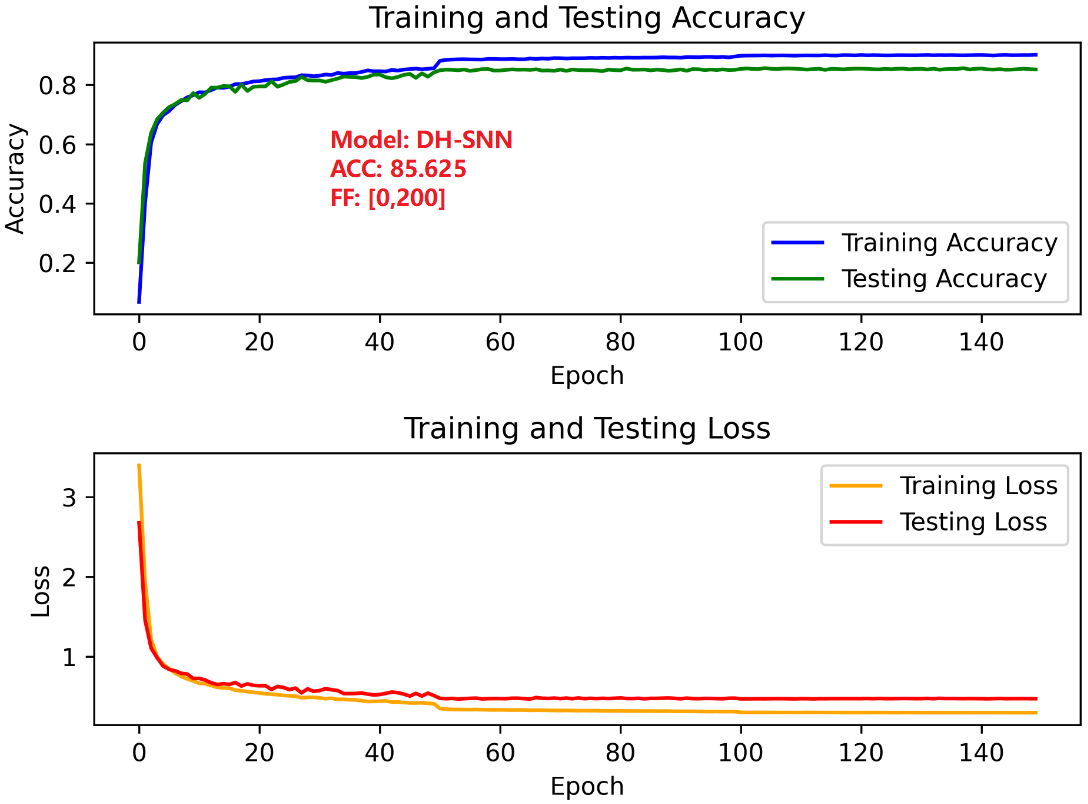 Training and Testing Accuracy
Accuracy
0.8
0.6
0.4
0.2
Model: DH-SNN
ACC: 85.625
FF: [0,200]
Training Accuracy
Testing Accuracy
0 20 40 60 80 100 120 140
Epoch
Training and Testing Loss
Loss
3
2
1
Training Loss
Testing Loss
0 20 40 60 80 100 120 140
Epoch